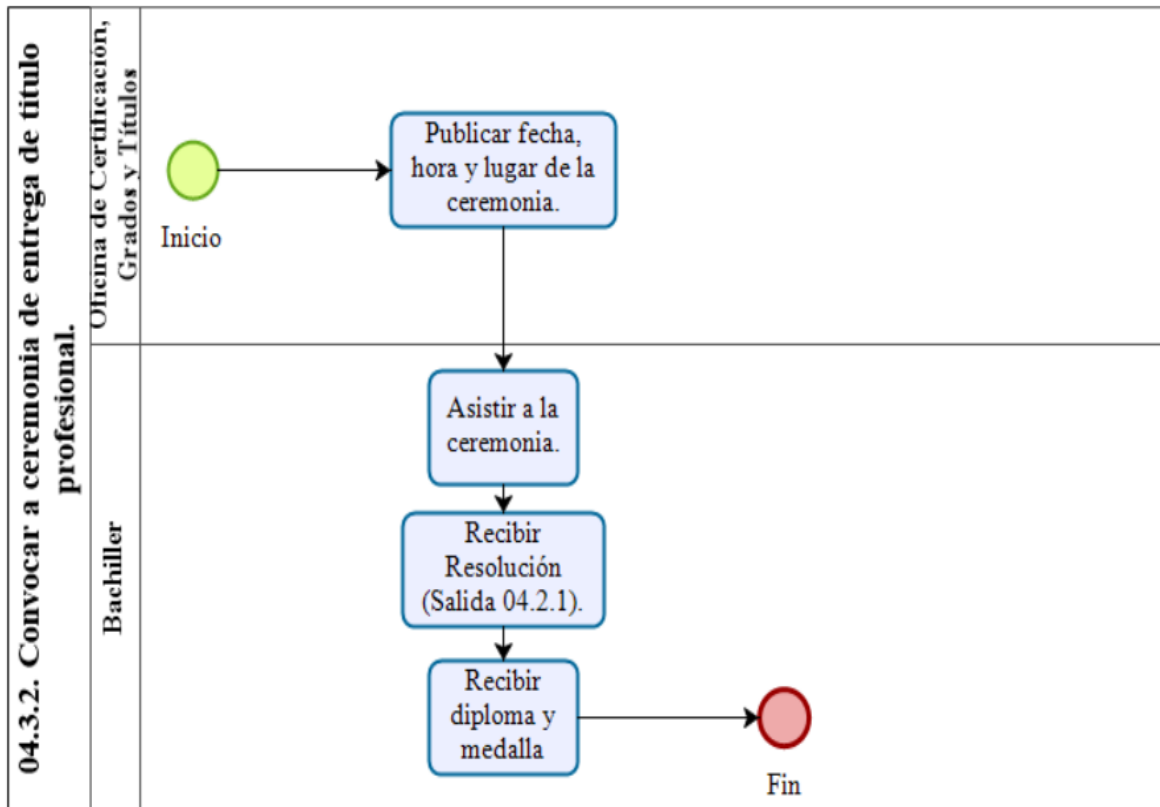 04.3.2. Convocar a ceremonia de entrega de titulo
profesional.
Oficina de Certificación,
Grados y Títulos
Inicio
Publicar fecha,
hora y lugar de la
ceremonia.
Bachiller
Asistir a la
ceremonia.
Recibir
Resolución
(Salida 04.2.1).
Recibir
diploma y
medalla
Fin